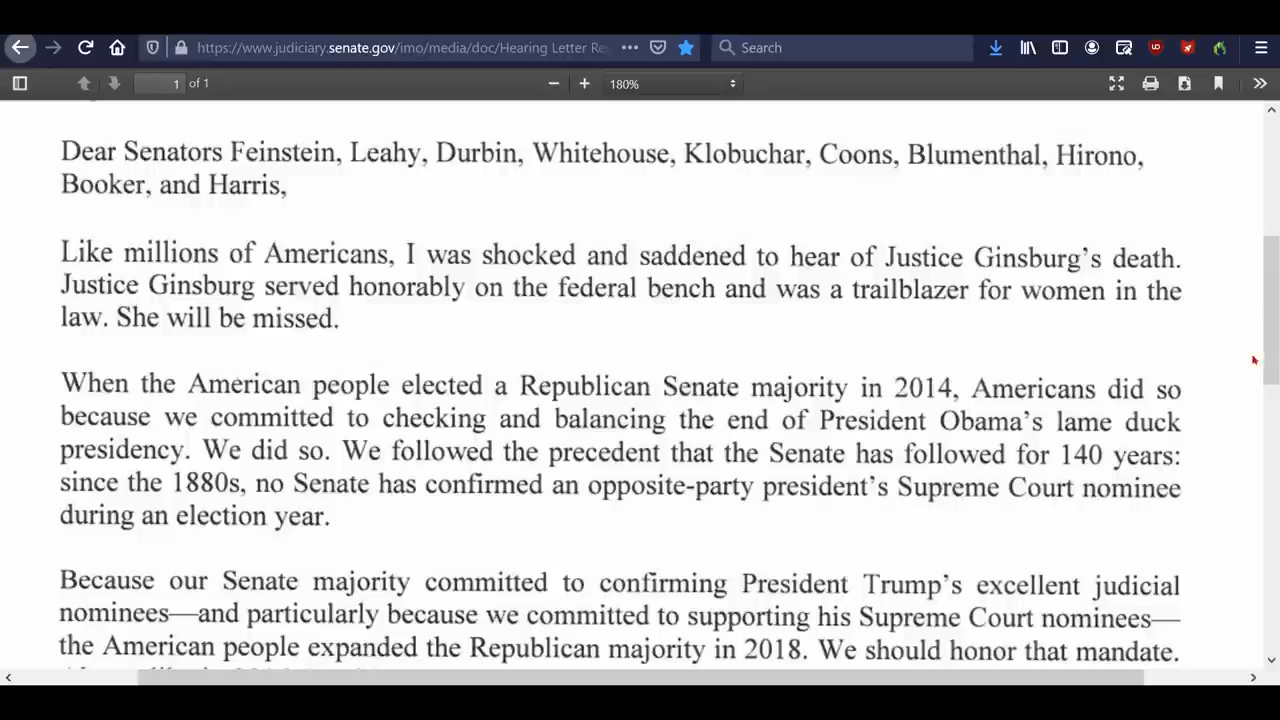 https://www.judiciary.senate.gov/imo/media/doc/Hearing Letter Re
Search
1 of 1
180%
Dear Senators Feinstein, Leahy, Durbin, Whitehouse, Klobuchar, Coons, Blumenthal, Hirono,
Booker, and Harris,
Like millions of Americans, I was shocked and saddened to hear of Justice Ginsburg's death.
Justice Ginsburg served honorably on the federal bench and was a trailblazer for women in the
law. She will be missed.
When the American people elected a Republican Senate majority in 2014, Americans did so
because we committed to checking and balancing the end of President Obama's lame duck
presidency. We did so. We followed the precedent that the Senate has followed for 140 years:
since the 1880s, no Senate has confirmed an opposite-party president's Supreme Court nominee
during an election year.
Because our Senate majority committed to confirming President Trump's excellent judicial
nominees—and particularly because we committed to supporting his Supreme Court nominees—
the American people expanded the Republican majority in 2018. We should honor that mandate.